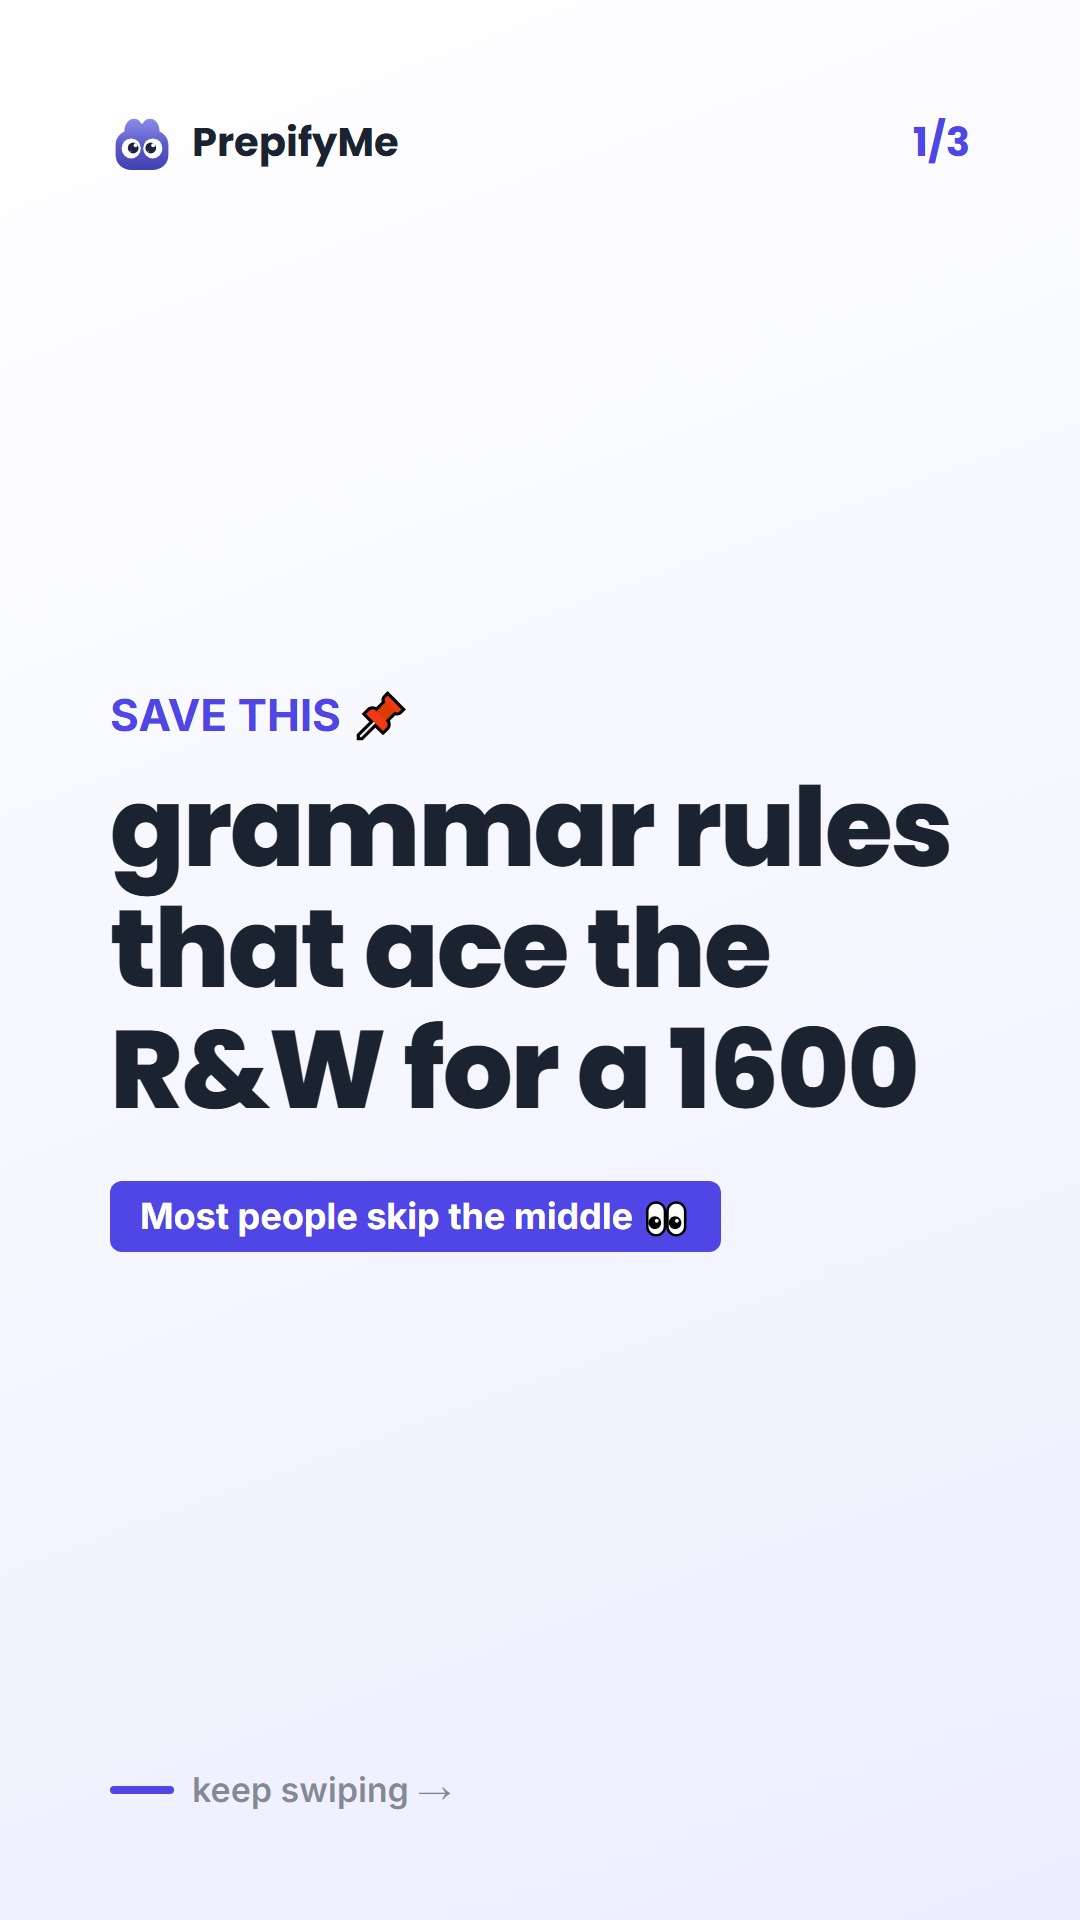 PrepifyMe
1/3
SAVE THIS 📌
grammar rules
that ace the
R&W for a 1600
Most people skip the middle 👀
keep swiping →